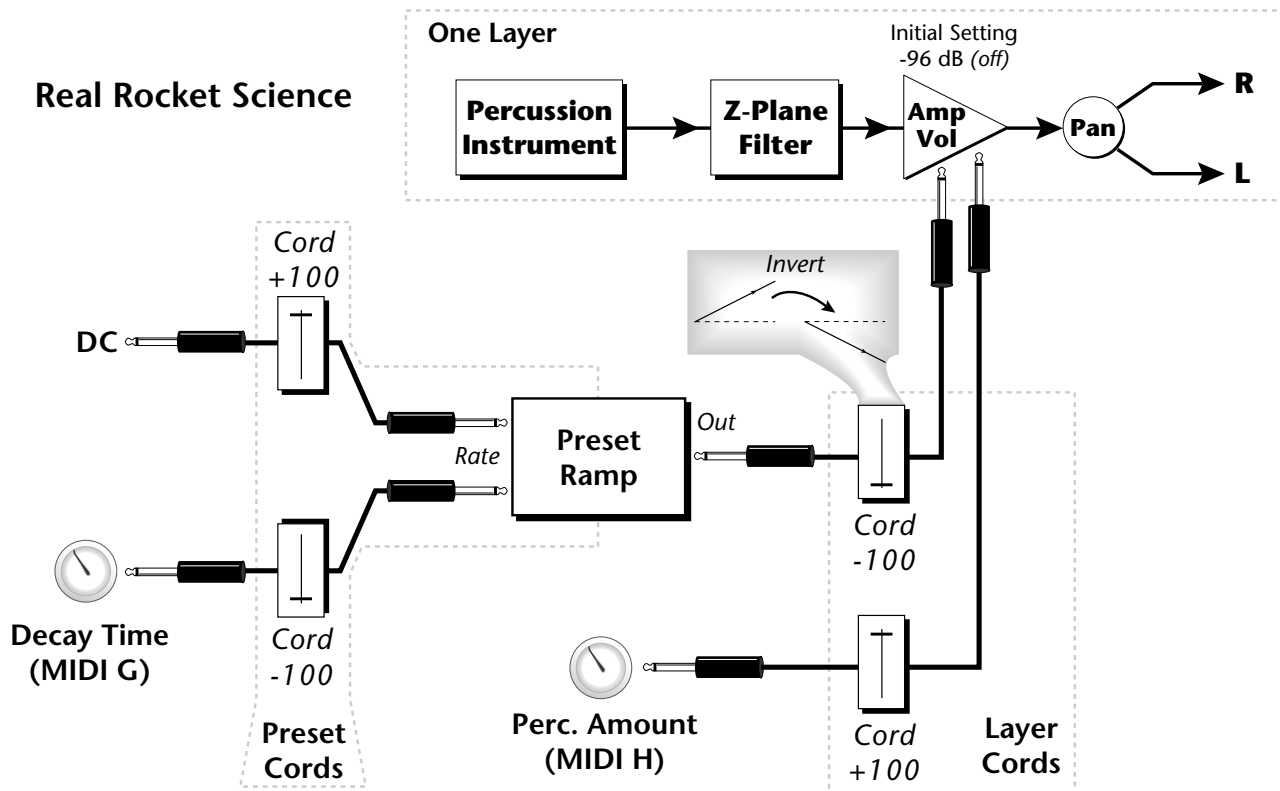 One Layer
Initial Setting
-96 dB (off)
Real Rocket Science
Percussion
Instrument
Z-Plane
Filter
Amp
Vol
Pan
R
L
Cord
+100
Invert
DC
Rate
Preset
Ramp
Out
Cord
-100
Decay Time
(MIDI G)
Cord
-100
Perc. Amount
(MIDI H)
Preset
Cords
Cord
+100
Layer
Cords